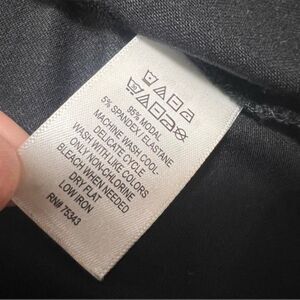 95% MODAL
5% SPANDEX/ELASTANE
MACHINE WASH COOL-
DELICATE CYCLE
WASH WITH LIKE COLORS
ONLY NON-CHLORINE
BLEACH WHEN NEEDED
DRY FLAT
LOW IRON
RN# 75343